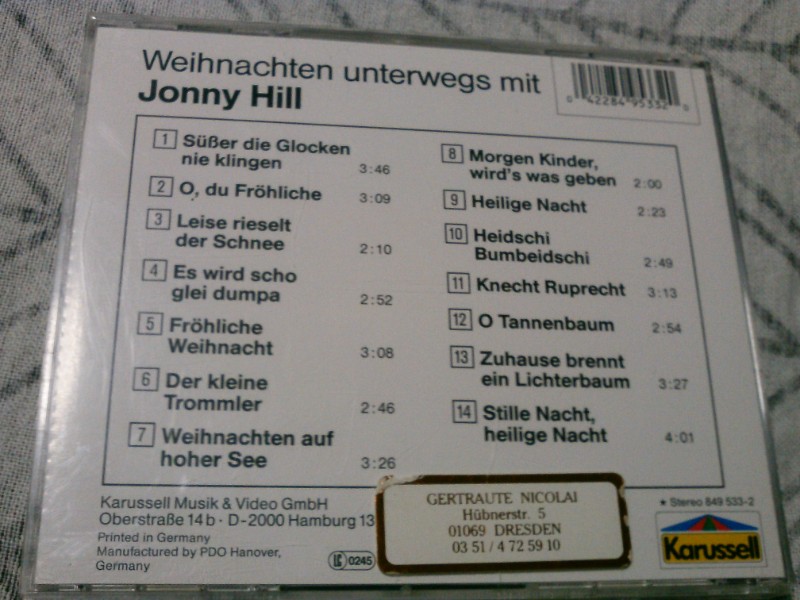 Weihnachten unterwegs mit
Jonny Hill
0 42284 95332 0
1 Süßer die Glocken
nie klingen 3:46
2 O, du Fröhliche 3:09
3 Leise rieselt
der Schnee 2:10
4 Es wird scho
glei dumpa 2:52
5 Fröhliche
Weihnacht 3:08
6 Der kleine
Trommler 2:46
7 Weihnachten auf
hoher See 3:26
8 Morgen Kinder,
wird's was geben 2:00
9 Heilige Nacht 2:23
10 Heidschi
Bumbeidschi 2:49
11 Knecht Ruprecht 3:13
12 O Tannenbaum 2:54
13 Zuhause brennt
ein Lichterbaum 3:27
14 Stille Nacht,
heilige Nacht 4:01
Karussell Musik & Video GmbH
Oberstraße 14b · D-2000 Hamburg 13
Printed in Germany
Manufactured by PDO Hanover,
Germany
LC 0245
GERTRAUTE NICOLAI
Hübnerstr. 5
01069 DRESDEN
03 51 / 4 72 59 10
★ Stereo 849 533-2
Karussell